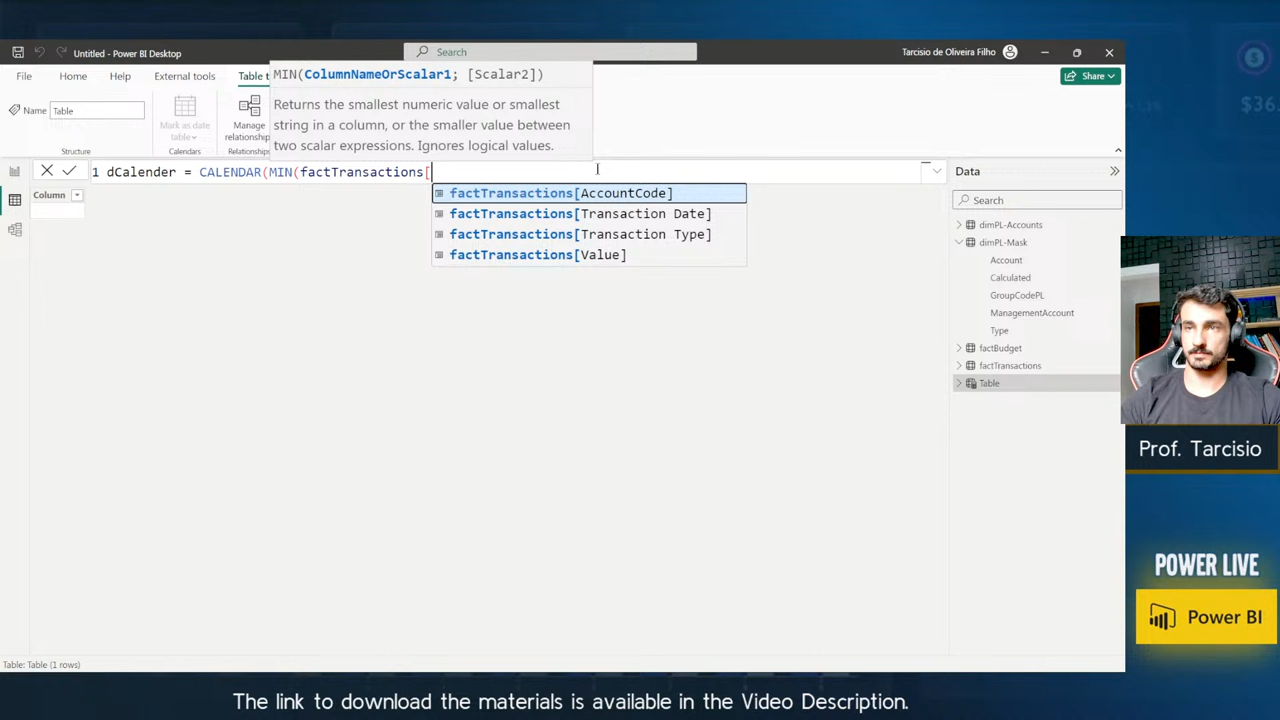 Untitled - Power BI Desktop
Search
Tarcisio de Oliveira Filho
File
Home
Help
External tools
Table t
Share
Name
Table
Mark as date
table
Calendars
Structure
Manage
relationship
Relations
MIN(ColumnNameOrScalar1; [Scalar2])
Returns the smallest numeric value or smallest
string in a column, or the smaller value between
two scalar expressions. Ignores logical values.
$36
1 dCalender = CALENDAR(MIN(factTransactions[
factTransactions[AccountCode]
factTransactions[Transaction Date]
factTransactions[Transaction Type]
factTransactions[Value]
Column
Data
Search
dimPL-Accounts
dimPL-Mask
Account
Calculated
GroupCodePL
ManagementAccount
Type
factBudget
factTransactions
Table
Prof. Tarcisio
POWER LIVE
Power BI
Table: Table (1 rows)
The link to download the materials is available in the Video Description.